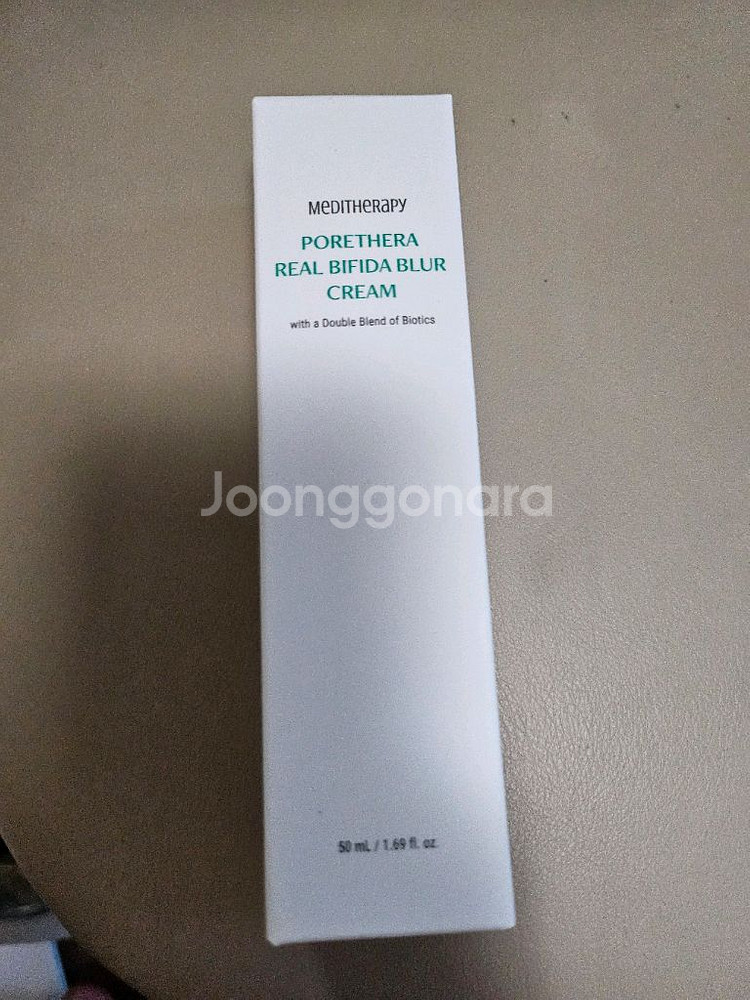 MeDITHeRaPY
PORETHERA
REAL BIFIDA BLUR
CREAM
with a Double Blend of Biotics
Joonggonara
50 mL / 1.69 fl. oz.